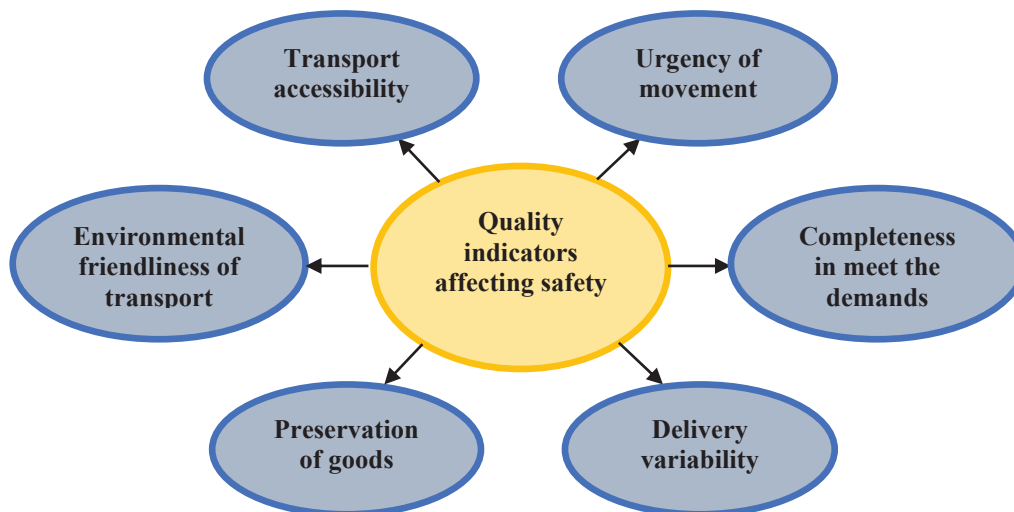 Transport
accessibility
Urgency of
movement
Environmental
friendliness of
transport
Quality
indicators
affecting safety
Completeness
in meet the
demands
Preservation
of goods
Delivery
variability